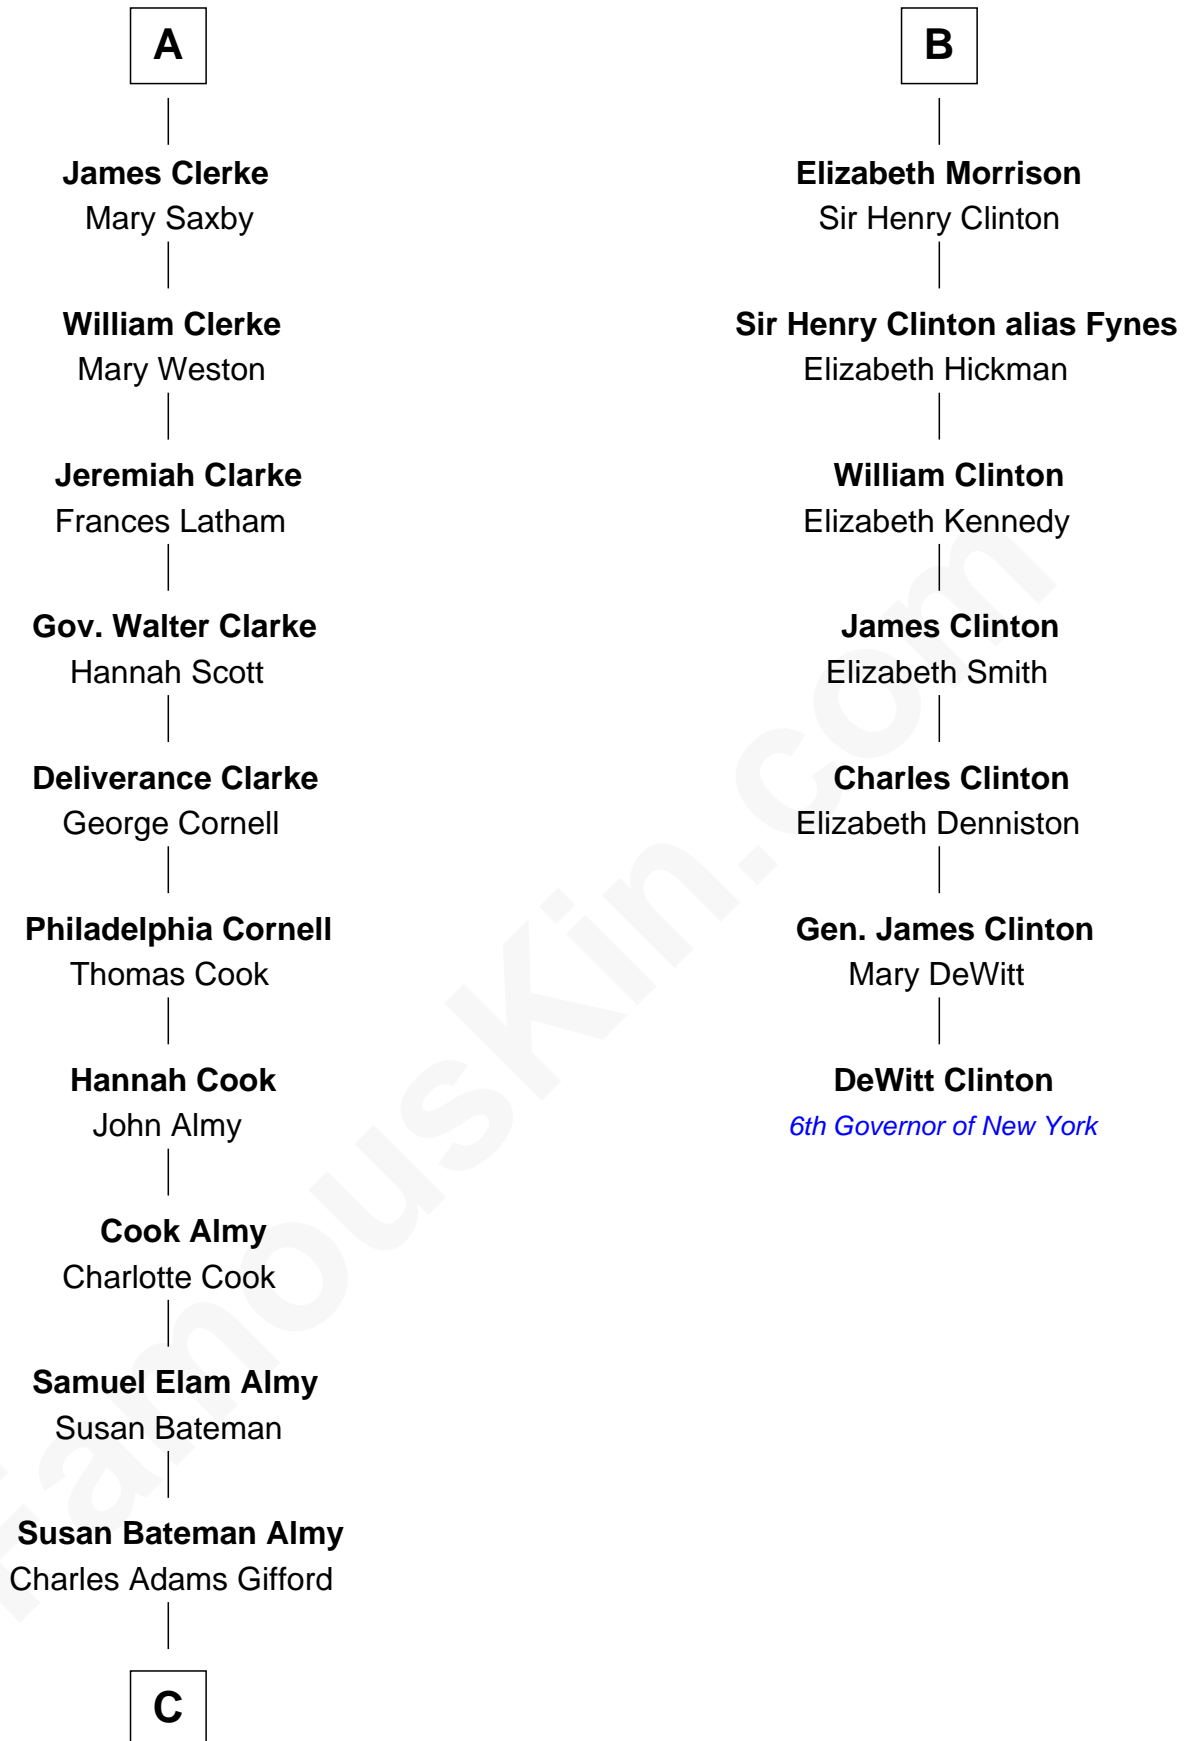 A
James Clerke
Mary Saxby
William Clerke
Mary Weston
Jeremiah Clarke
Frances Latham
Gov. Walter Clarke
Hannah Scott
Deliverance Clarke
George Cornell
Philadelphia Cornell
Thomas Cook
Hannah Cook
John Almy
Cook Almy
Charlotte Cook
Samuel Elam Almy
Susan Bateman
Susan Bateman Almy
Charles Adams Gifford
C
B
Elizabeth Morrison
Sir Henry Clinton
Sir Henry Clinton alias Fynes
Elizabeth Hickman
William Clinton
Elizabeth Kennedy
James Clinton
Elizabeth Smith
Charles Clinton
Elizabeth Denniston
Gen. James Clinton
Mary DeWitt
DeWitt Clinton
6th Governor of New York
FamousKin.com